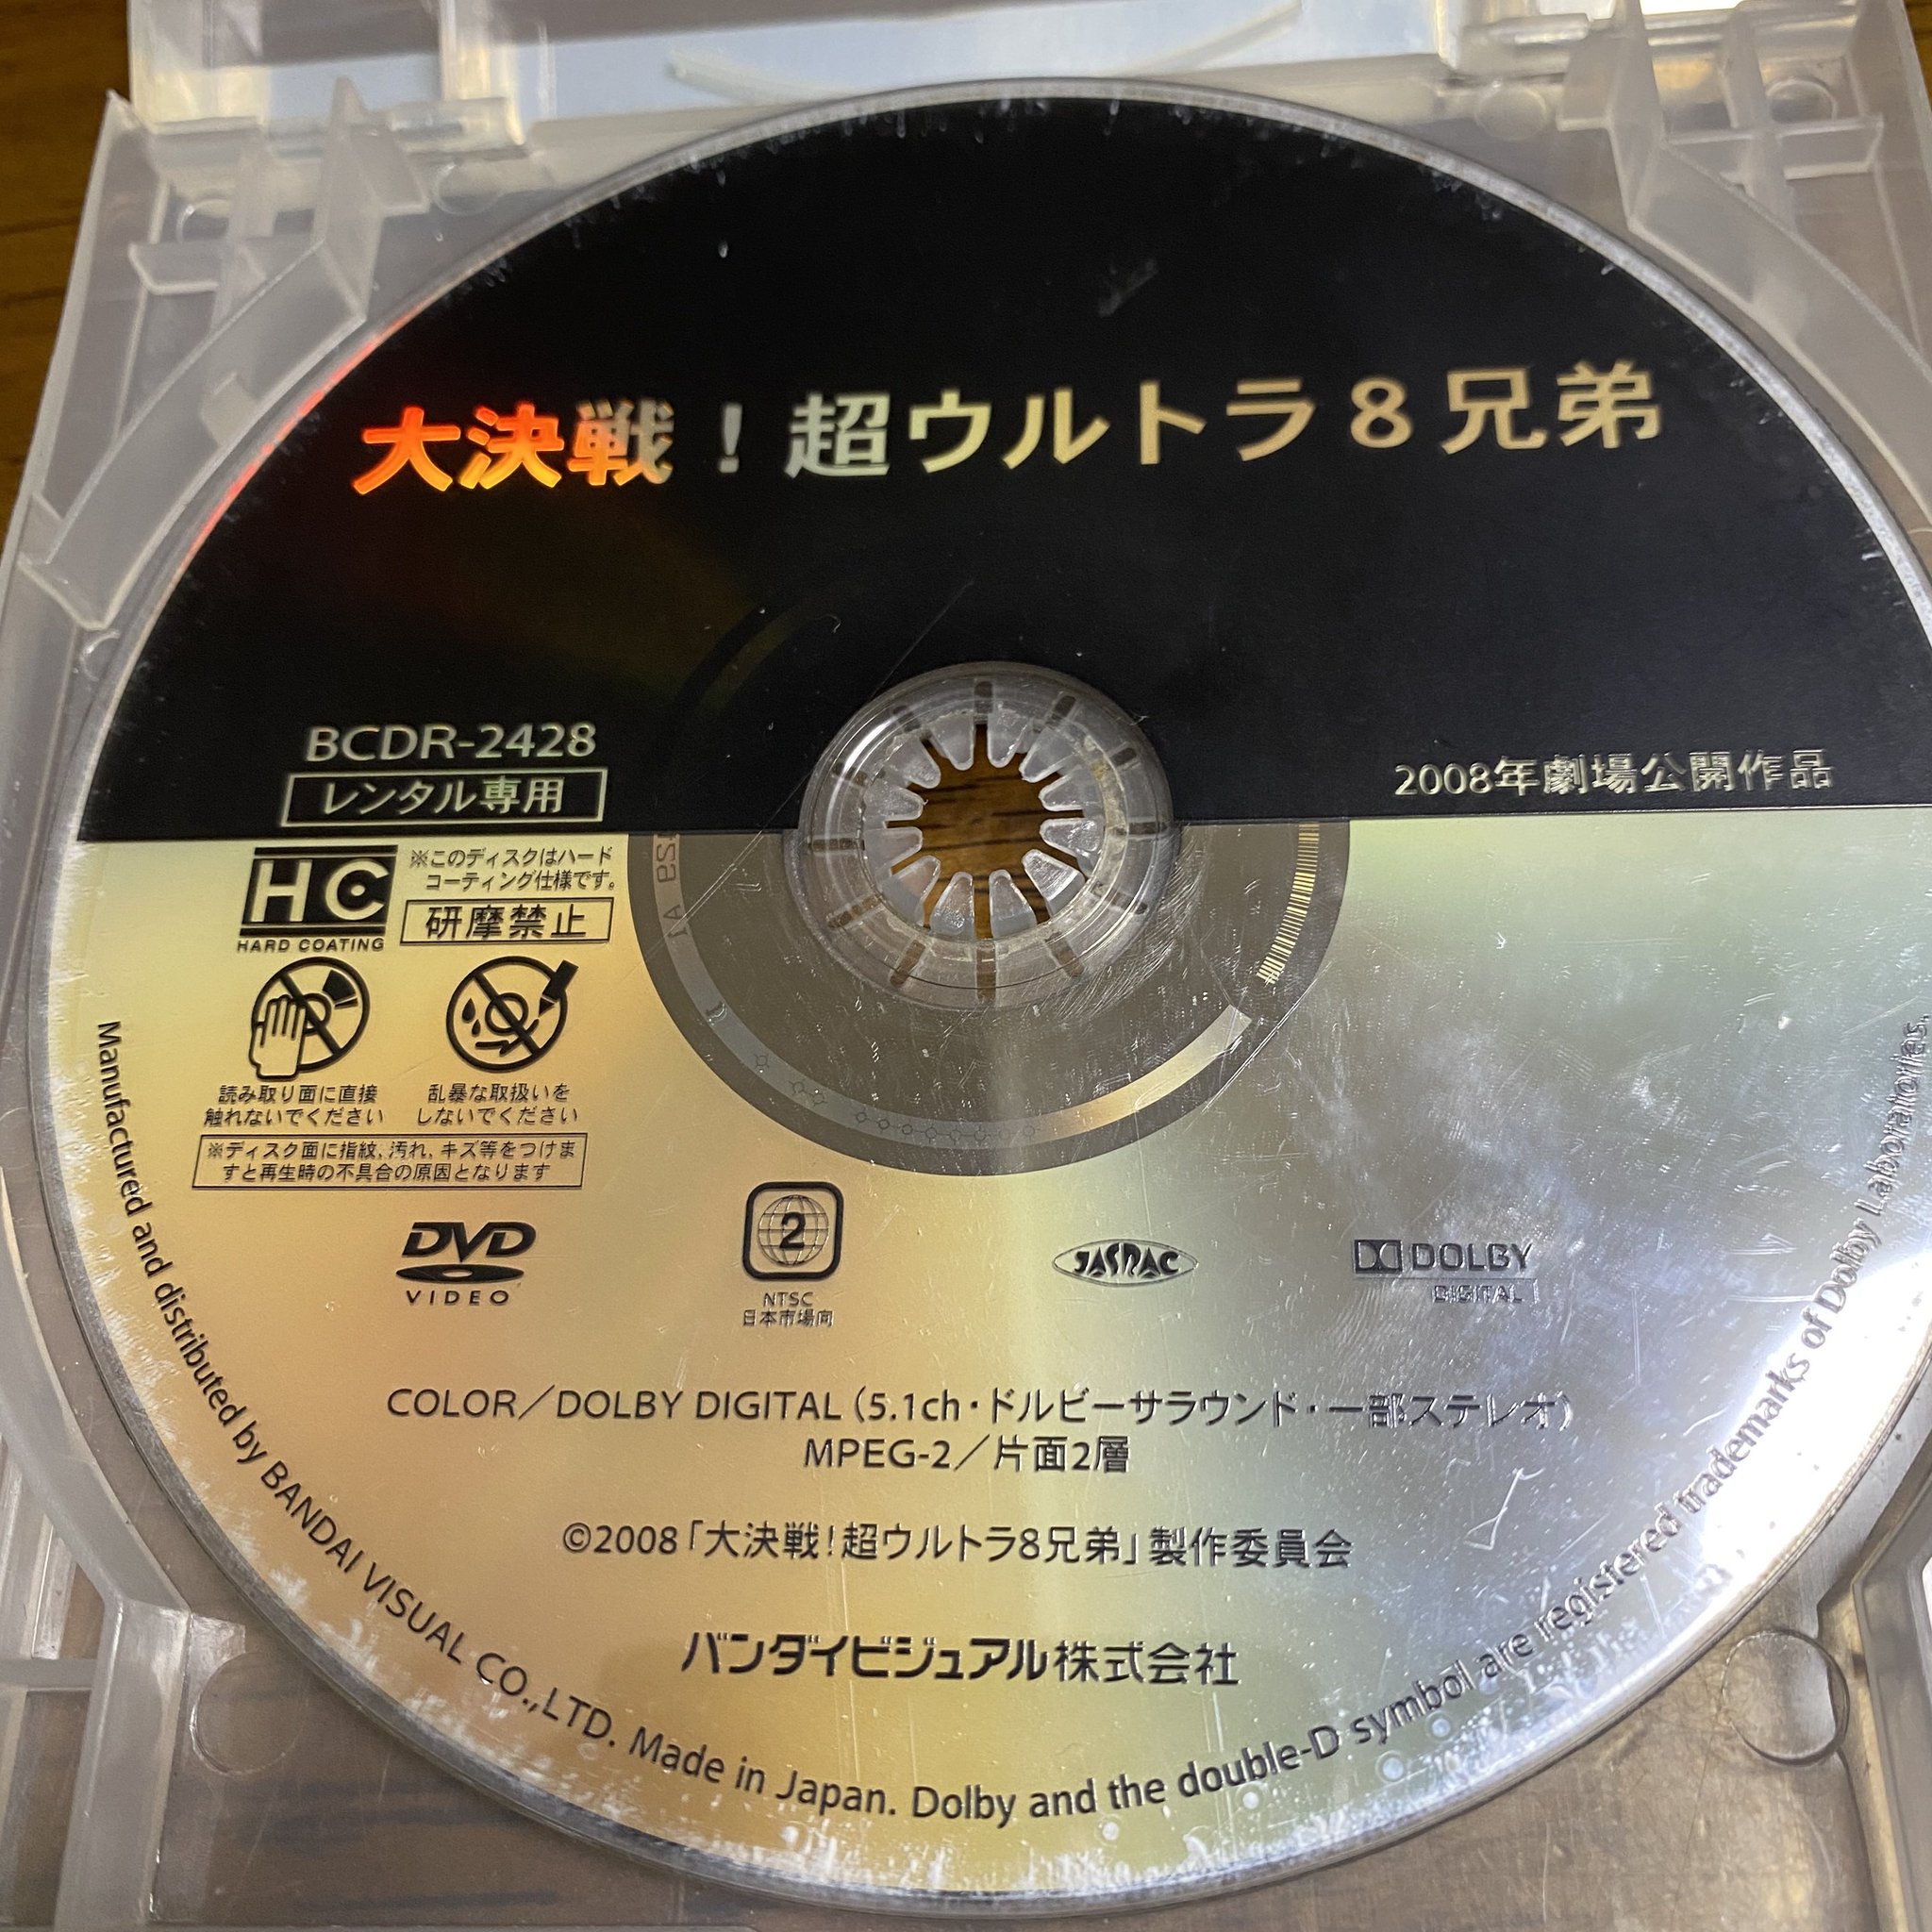 大決戦！超ウルトラ８兄弟
BCDR-2428
レンタル専用
2008年劇場公開作品
HC
HARD COATING
※このディスクはハード
コーティング仕様です。
研摩禁止
読み取り面に直接
触れないでください
乱暴な取扱いを
しないでください
※ディスク面に指紋,汚れ,キズ等をつけま
すと再生時の不具合の原因となります
DVD
VIDEO
2
NTSC
日本市場向
JASRAC
DOLBY
DIGITAL
COLOR／DOLBY DIGITAL（5.1ch・ドルビーサラウンド・一部ステレオ）
MPEG-2／片面2層
©2008「大決戦！超ウルトラ8兄弟」製作委員会
バンダイビジュアル株式会社
Manufactured and distributed by BANDAI VISUAL CO.,LTD. Made in Japan. Dolby and the double-D symbol are registered trademarks of Dolby Laboratories.